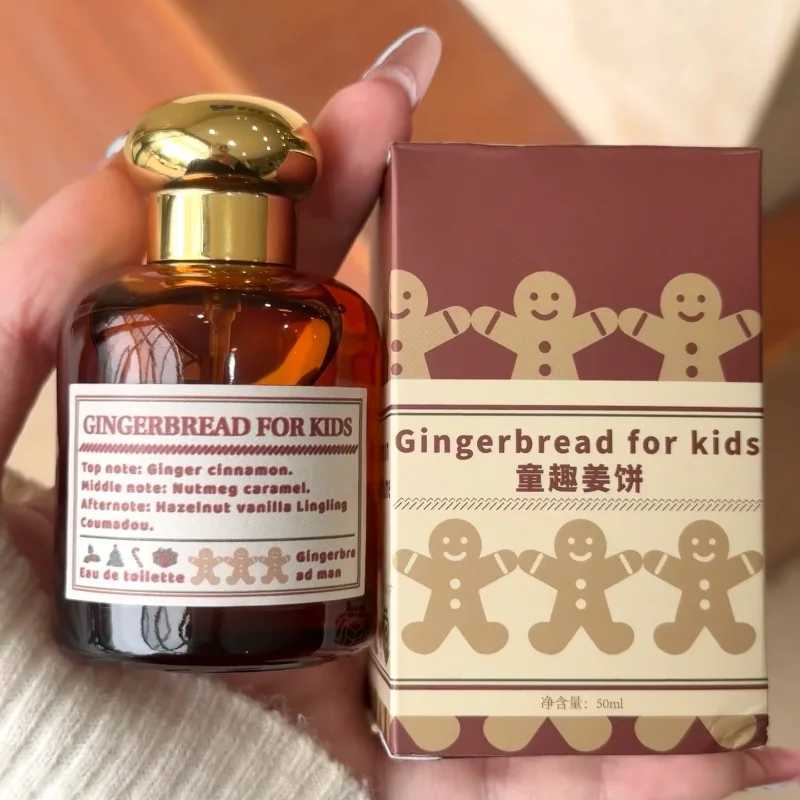 GINGERBREAD FOR KIDS
Top note: Ginger cinnamon.
Middle note: Nutmeg caramel.
Afternote: Hazelnut vanilla Lingling
Coumadou.
Eau de toilette
Gingerbre
ad man
Gingerbread for kids
童趣姜饼
净含量: 50ml